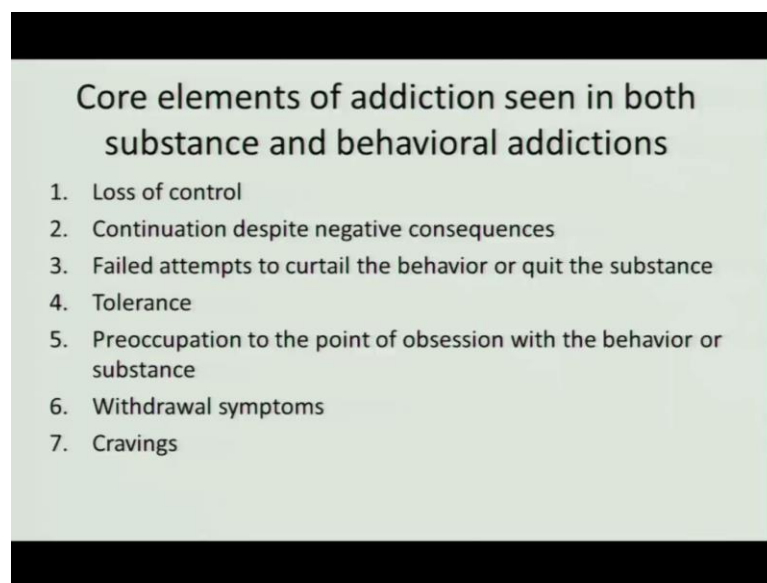 Core elements of addiction seen in both
substance and behavioral addictions
1. Loss of control
2. Continuation despite negative consequences
3. Failed attempts to curtail the behavior or quit the substance
4. Tolerance
5. Preoccupation to the point of obsession with the behavior or
substance
6. Withdrawal symptoms
7. Cravings